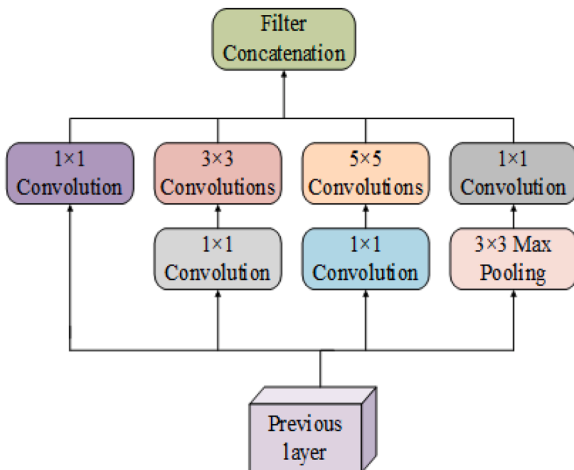 Filter
Concatenation
1×1
Convolution
3×3
Convolutions
5×5
Convolutions
1×1
Convolution
1×1
Convolution
1×1
Convolution
3×3 Max
Pooling
Previous
layer